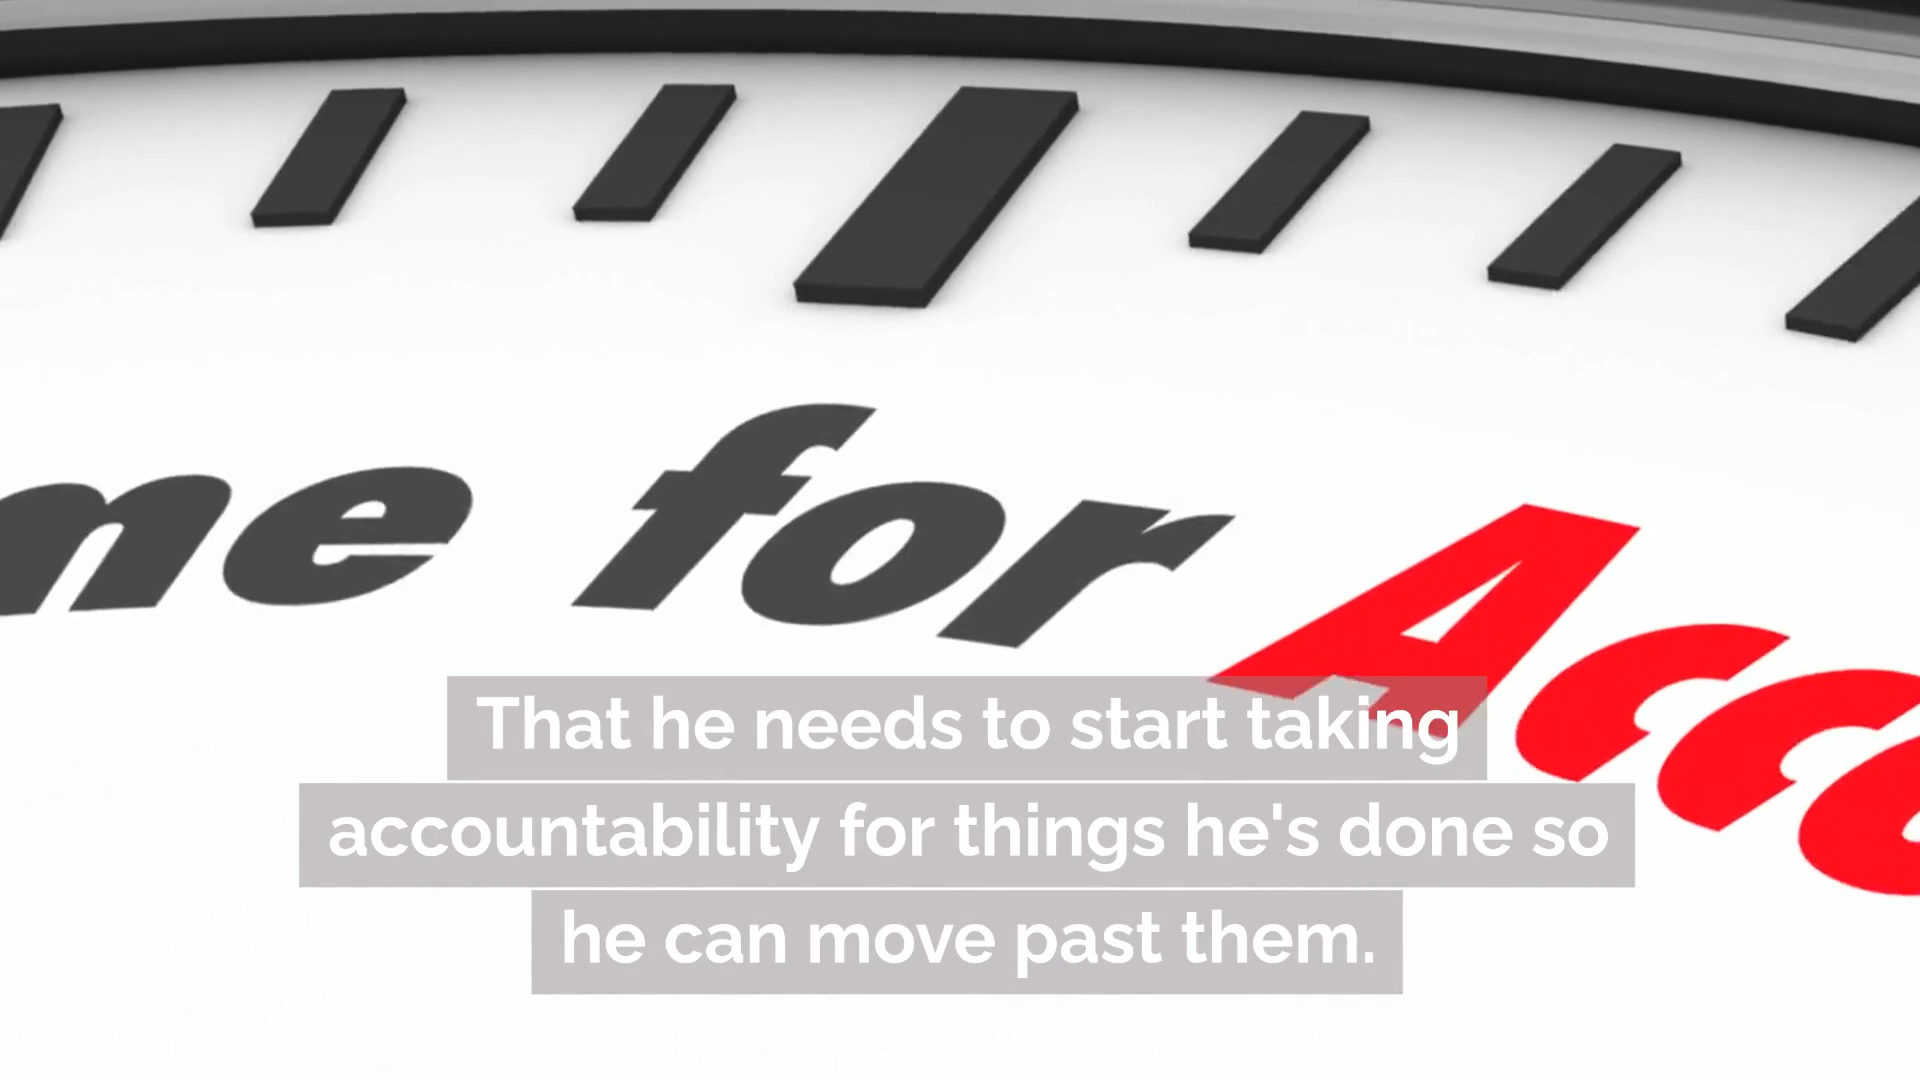 me for Acco
That he needs to start taking
accountability for things he's done so
he can move past them.